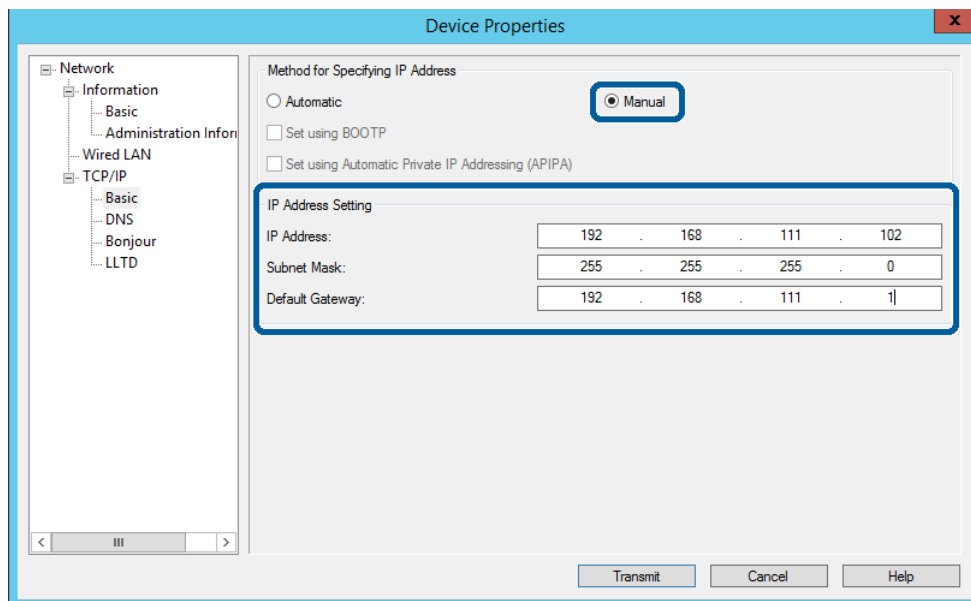 Device Properties
x
Network
Information
Basic
Administration Infor
Wired LAN
TCP/IP
Basic
DNS
Bonjour
LLTD
Method for Specifying IP Address
Automatic
Manual
Set using BOOTP
Set using Automatic Private IP Addressing (APIPA)
IP Address Setting
IP Address: 192 . 168 . 111 . 102
Subnet Mask: 255 . 255 . 255 . 0
Default Gateway: 192 . 168 . 111 . 1
Transmit Cancel Help